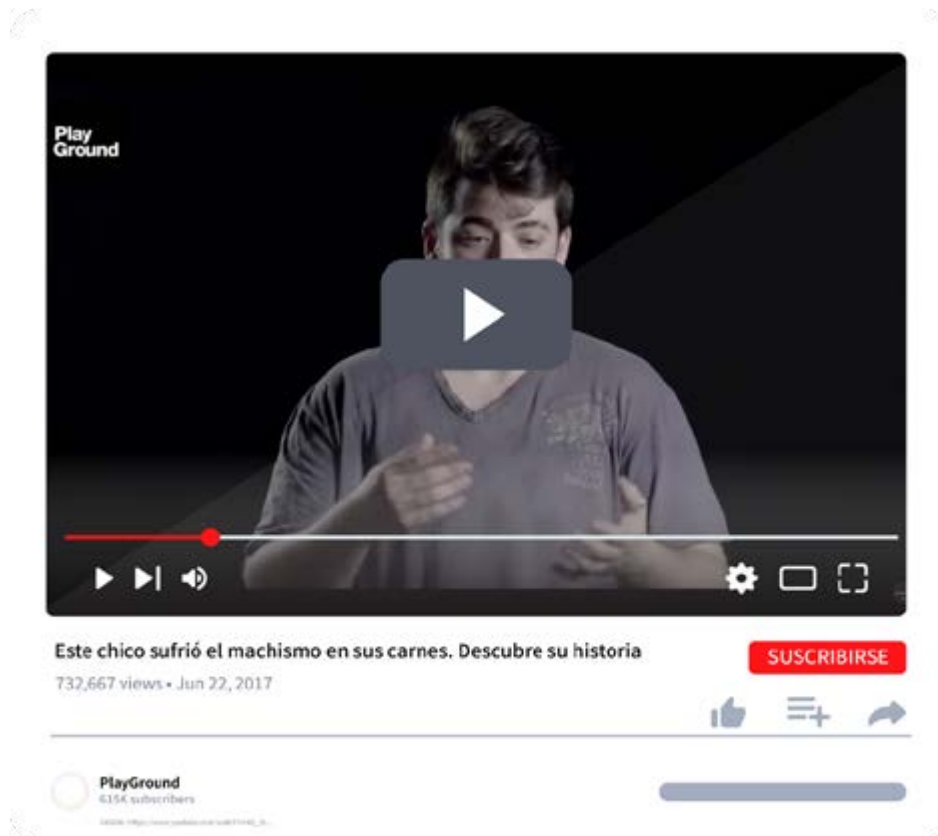 Play
Ground
Este chico sufrió el machismo en sus carnes. Descubre su historia
SUSCRIBIRSE
732,667 views • Jun 22, 2017
PlayGround
615K subscribers